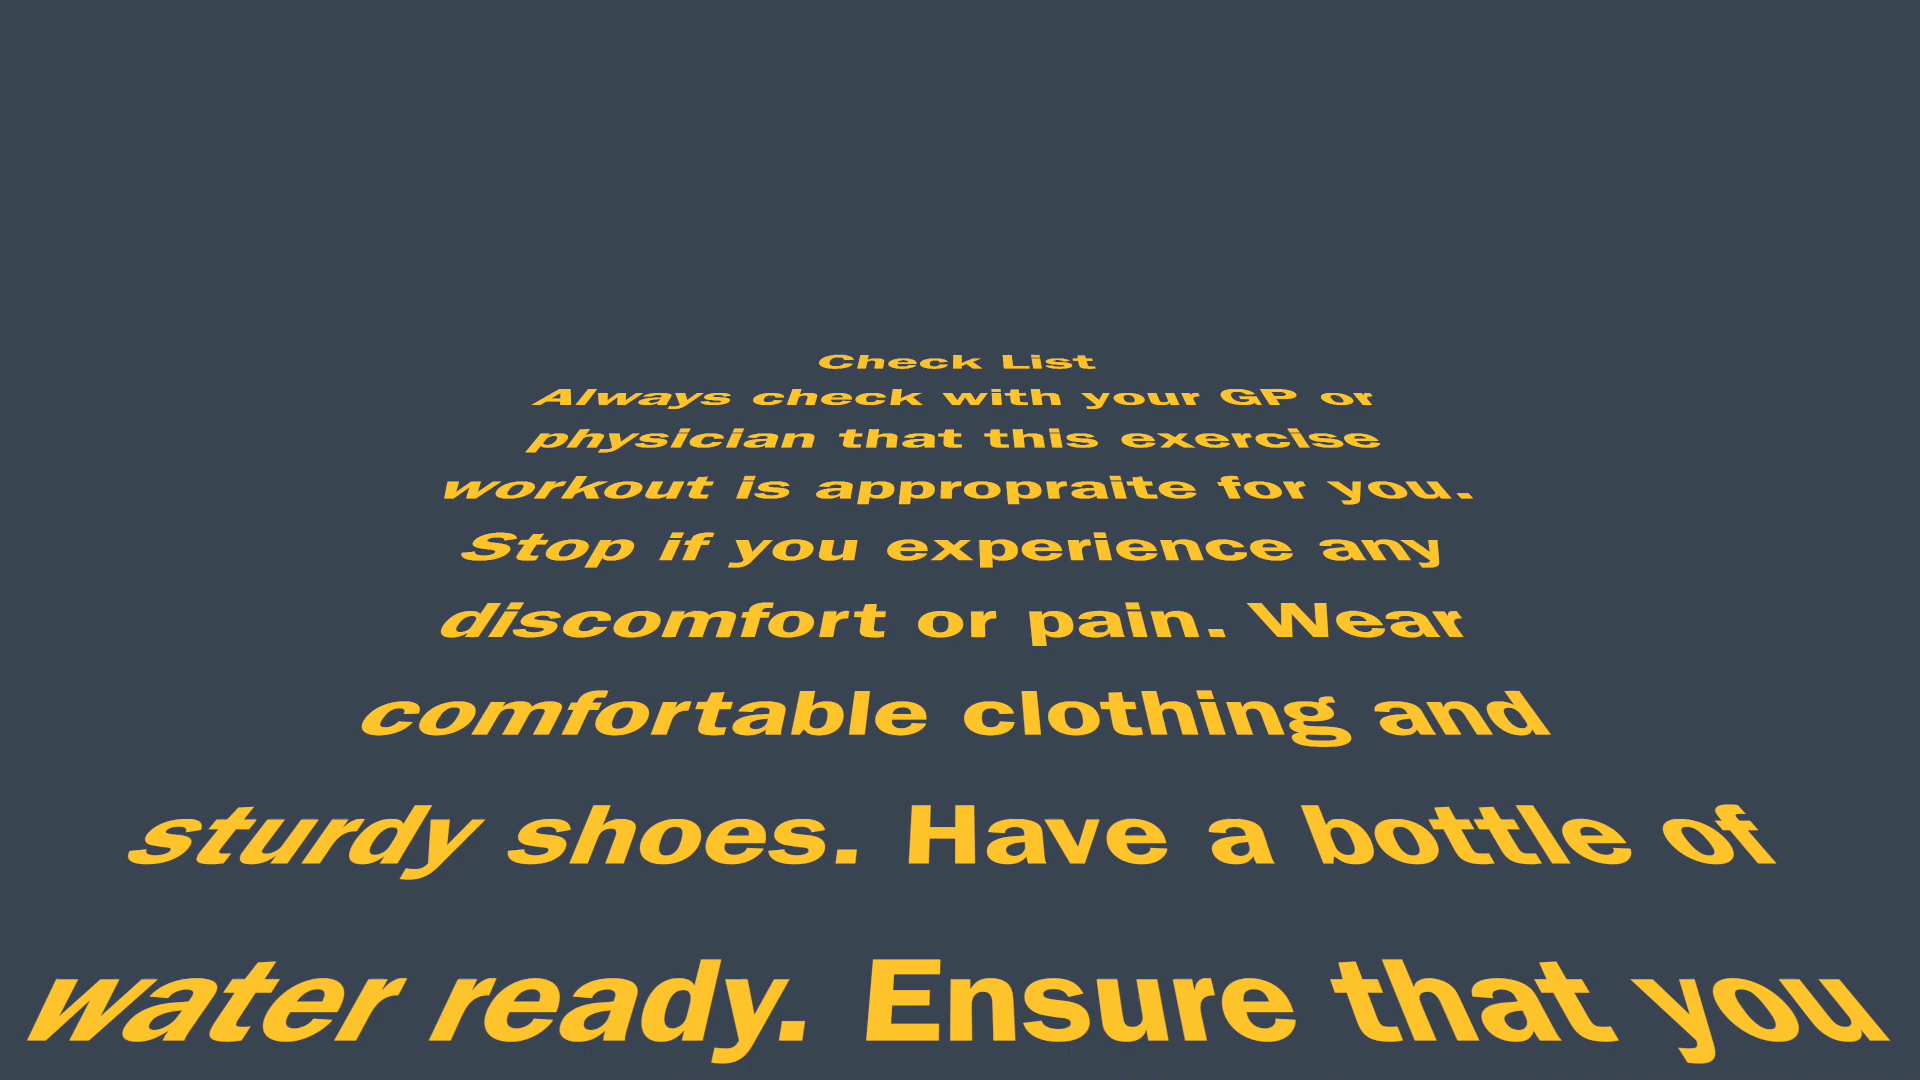 Check List
Always check with your GP or
physician that this exercise
workout is appropraite for you.
Stop if you experience any
discomfort or pain. Wear
comfortable clothing and
sturdy shoes. Have a bottle of
water ready. Ensure that you